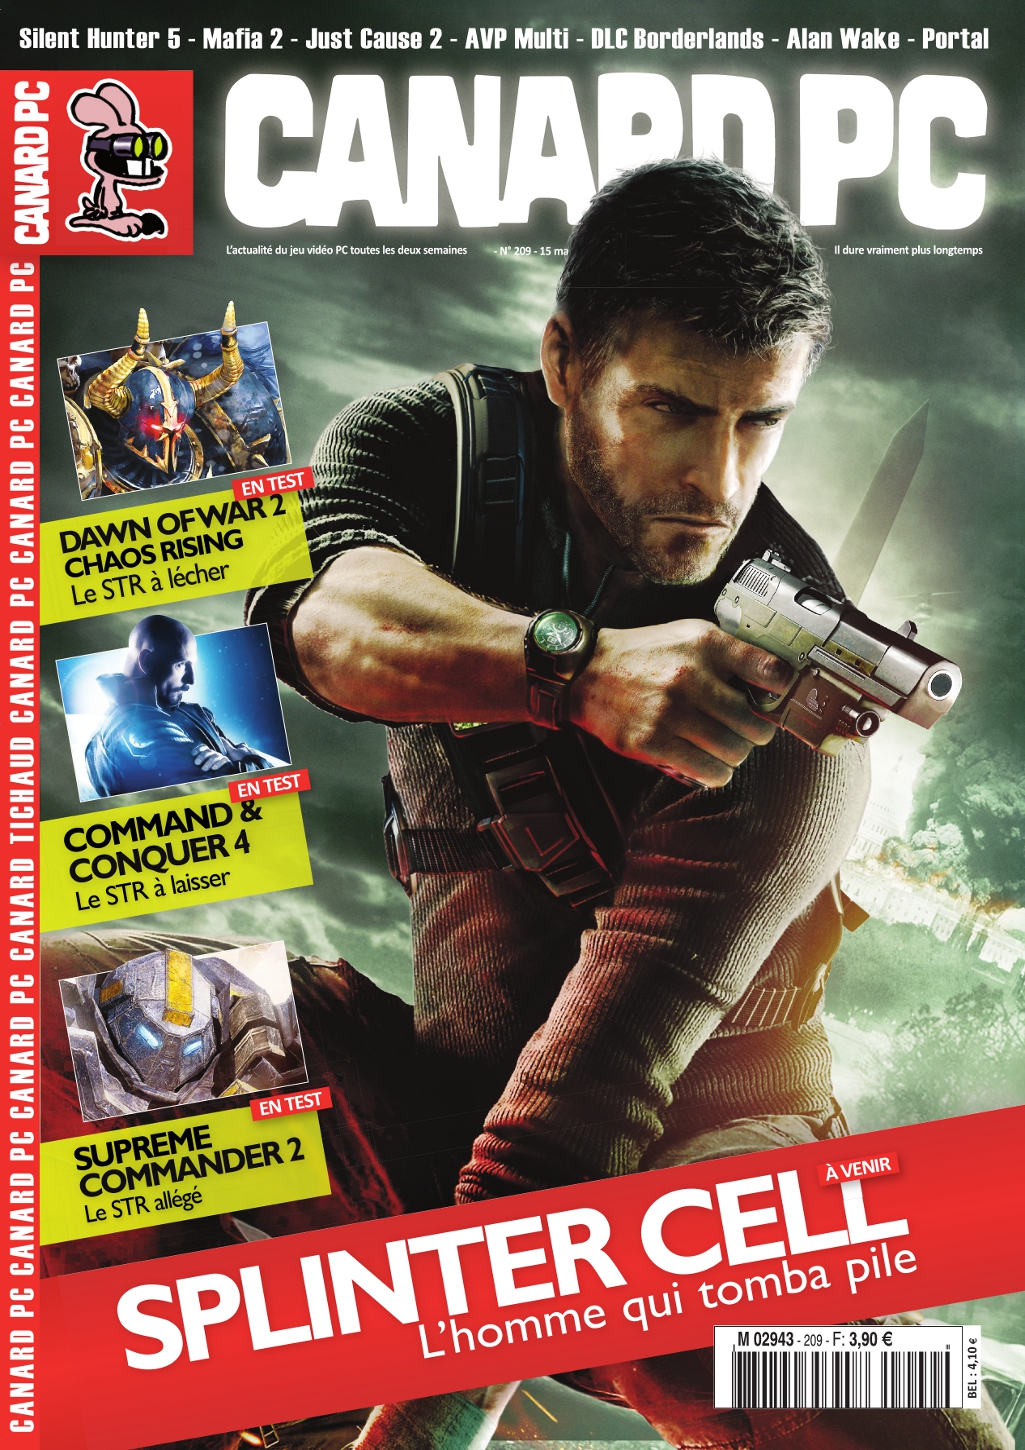 Silent Hunter 5 - Mafia 2 - Just Cause 2 - AVP Multi - DLC Borderlands - Alan Wake - Portal
CANARD PC
CANARD PC
L'actualité du jeu vidéo PC toutes les deux semaines
- N° 209 - 15 ma
Il dure vraiment plus longtemps
CANARD PC CANARD PC CANARD PC CANARD PC CANARD TICHAUD CANARD PC CANARD PC CANARD PC CANARD PC
EN TEST
DAWN OF WAR 2
CHAOS RISING
Le STR à lécher
EN TEST
COMMAND &
CONQUER 4
Le STR à laisser
EN TEST
SUPREME
COMMANDER 2
Le STR allégé
À VENIR
SPLINTER CELL
L'homme qui tomba pile
M 02943 - 209 - F: 3,90 €
BEL : 4,10 €